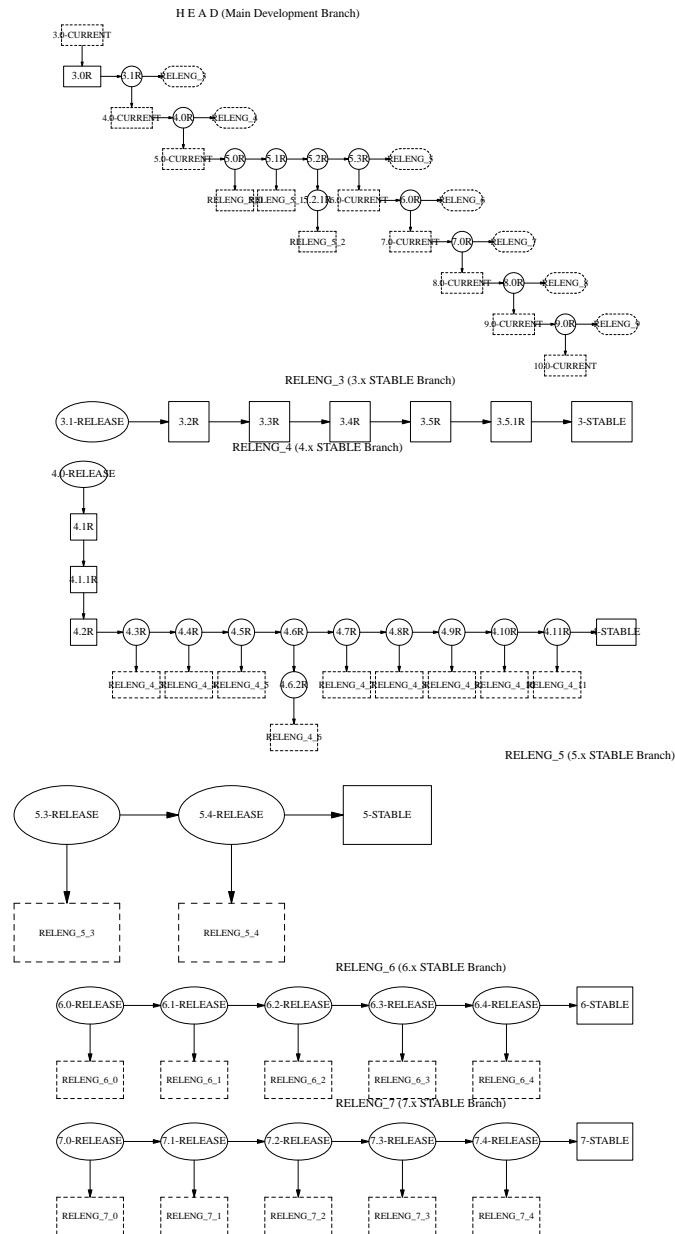 H E A D (Main Development Branch)
3.0-CURRENT
3.0R 3.1R RELENG_3
4.0-CURRENT 4.0R RELENG_4
5.0-CURRENT 5.0R 5.1R 5.2R 5.3R RELENG_5
5.2.1R 6.0-CURRENT 6.0R RELENG_6
RELENG_5_2 7.0-CURRENT 7.0R RELENG_7
8.0-CURRENT 8.0R RELENG_8
9.0-CURRENT 9.0R RELENG_9
10.0-CURRENT
RELENG_3 (3.x STABLE Branch)
3.1-RELEASE 3.2R 3.3R 3.4R 3.5R 3.5.1R 3-STABLE
RELENG_4 (4.x STABLE Branch)
4.0-RELEASE
4.1R
4.1.1R
4.2R 4.3R 4.4R 4.5R 4.6R 4.7R 4.8R 4.9R 4.10R 4.11R 4-STABLE
RELENG_4_5 4.6.2R RELENG_4_11
RELENG_4_6
RELENG_5 (5.x STABLE Branch)
5.3-RELEASE 5.4-RELEASE 5-STABLE
RELENG_5_3 RELENG_5_4
RELENG_6 (6.x STABLE Branch)
6.0-RELEASE 6.1-RELEASE 6.2-RELEASE 6.3-RELEASE 6.4-RELEASE 6-STABLE
RELENG_6_0 RELENG_6_1 RELENG_6_2 RELENG_6_3 RELENG_6_4
RELENG_7 (7.x STABLE Branch)
7.0-RELEASE 7.1-RELEASE 7.2-RELEASE 7.3-RELEASE 7.4-RELEASE 7-STABLE
RELENG_7_0 RELENG_7_1 RELENG_7_2 RELENG_7_3 RELENG_7_4